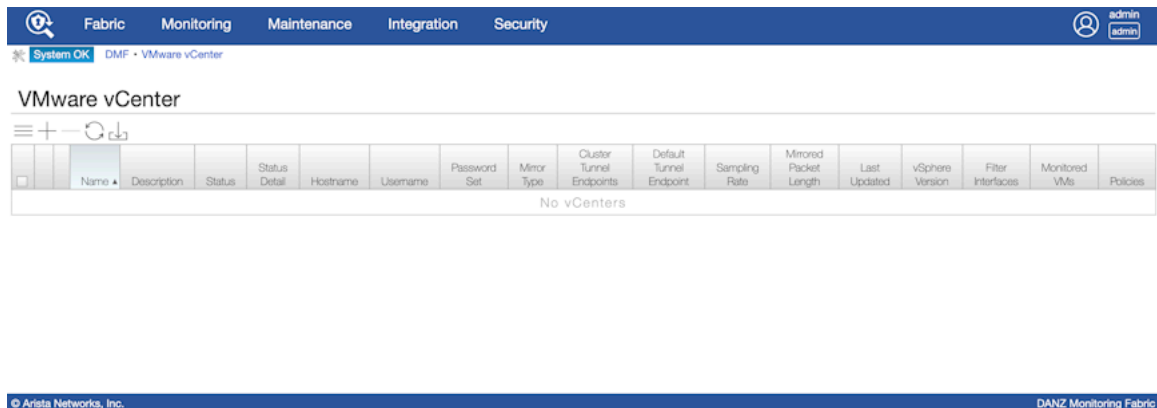 Fabric Monitoring Maintenance Integration Security admin
admin
System OK DMF • VMware vCenter
VMware vCenter
Name Description Status Status Detail Hostname Username Password Set Mirror Type Cluster Tunnel Endpoints Default Tunnel Endpoint Sampling Rate Mirrored Packet Length Last Updated vSphere Version Filter Interfaces Monitored VMs Policies
No vCenters
© Arista Networks, Inc. DANZ Monitoring Fabric